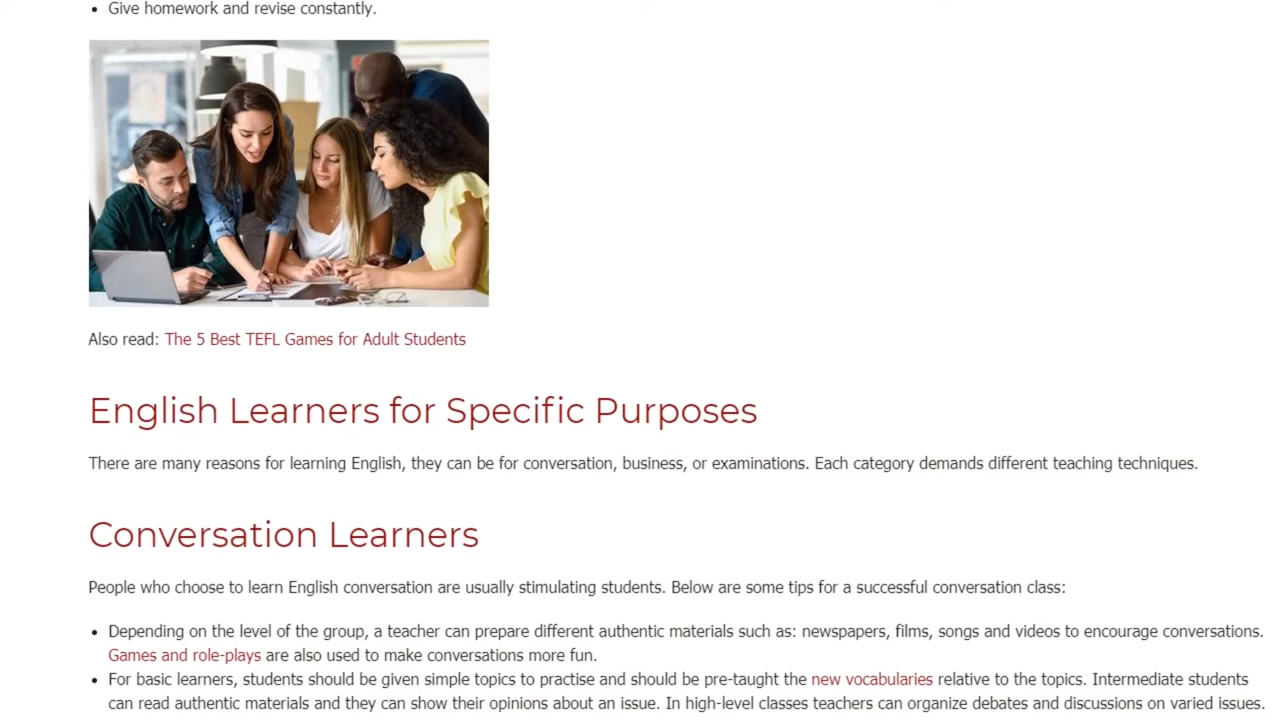 Give homework and revise constantly.
Also read: The 5 Best TEFL Games for Adult Students
English Learners for Specific Purposes
There are many reasons for learning English, they can be for conversation, business, or examinations. Each category demands different teaching techniques.
Conversation Learners
People who choose to learn English conversation are usually stimulating students. Below are some tips for a successful conversation class:
Depending on the level of the group, a teacher can prepare different authentic materials such as: newspapers, films, songs and videos to encourage conversations.
Games and role-plays are also used to make conversations more fun.
For basic learners, students should be given simple topics to practise and should be pre-taught the new vocabularies relative to the topics. Intermediate students
can read authentic materials and they can show their opinions about an issue. In high-level classes teachers can organize debates and discussions on varied issues.